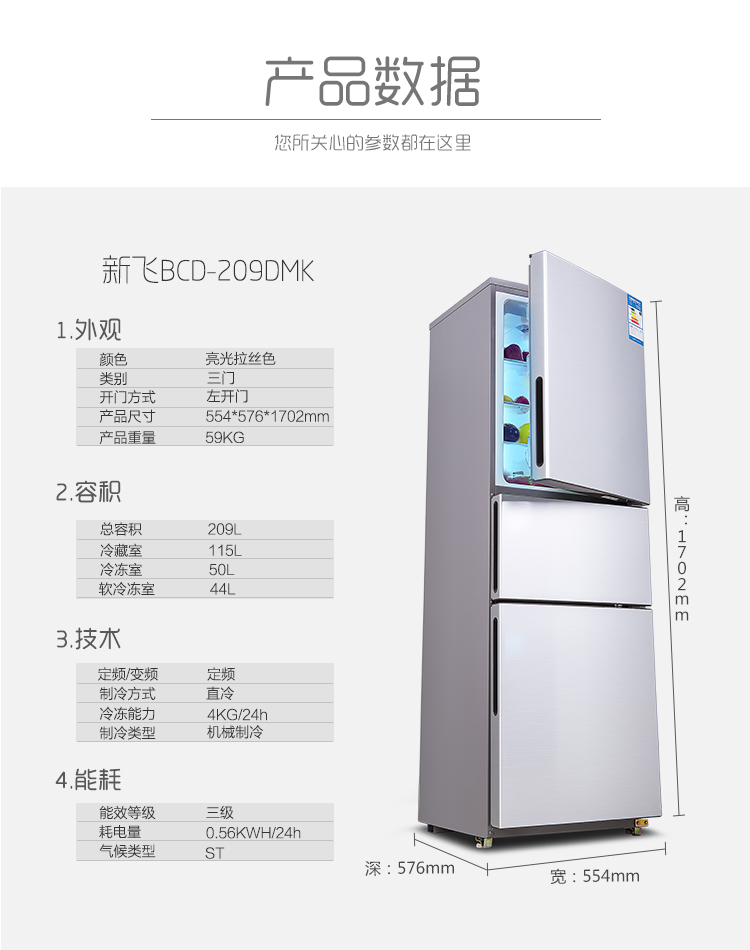 产品数据
您所关心的参数都在这里
新飞BCD-209DMK
1.外观
颜色 亮光拉丝色
类别 三门
开门方式 左开门
产品尺寸 554*576*1702mm
产品重量 59KG
2.容积
总容积 209L
冷藏室 115L
冷冻室 50L
软冷冻室 44L
3.技术
定频/变频 定频
制冷方式 直冷
冷冻能力 4KG/24h
制冷类型 机械制冷
4.能耗
能效等级 三级
耗电量 0.56KWH/24h
气候类型 ST
高:1702mm
深:576mm
宽:554mm